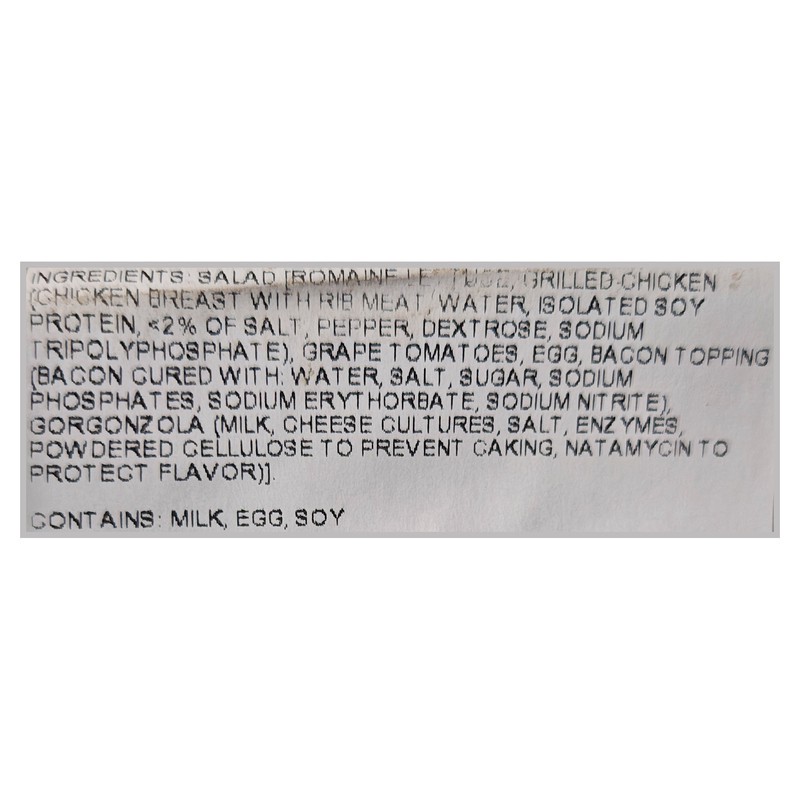 INGREDIENTS: SALAD [ROMAINE LETTUCE, GRILLED CHICKEN
(CHICKEN BREAST WITH RIB MEAT, WATER, ISOLATED SOY
PROTEIN, <2% OF SALT, PEPPER, DEXTROSE, SODIUM
TRIPOLYPHOSPHATE), GRAPE TOMATOES, EGG, BACON TOPPING
(BACON CURED WITH: WATER, SALT, SUGAR, SODIUM
PHOSPHATES, SODIUM ERYTHORBATE, SODIUM NITRITE),
GORGONZOLA (MILK, CHEESE CULTURES, SALT, ENZYMES,
POWDERED CELLULOSE TO PREVENT CAKING, NATAMYCIN TO
PROTECT FLAVOR)].
CONTAINS: MILK, EGG, SOY